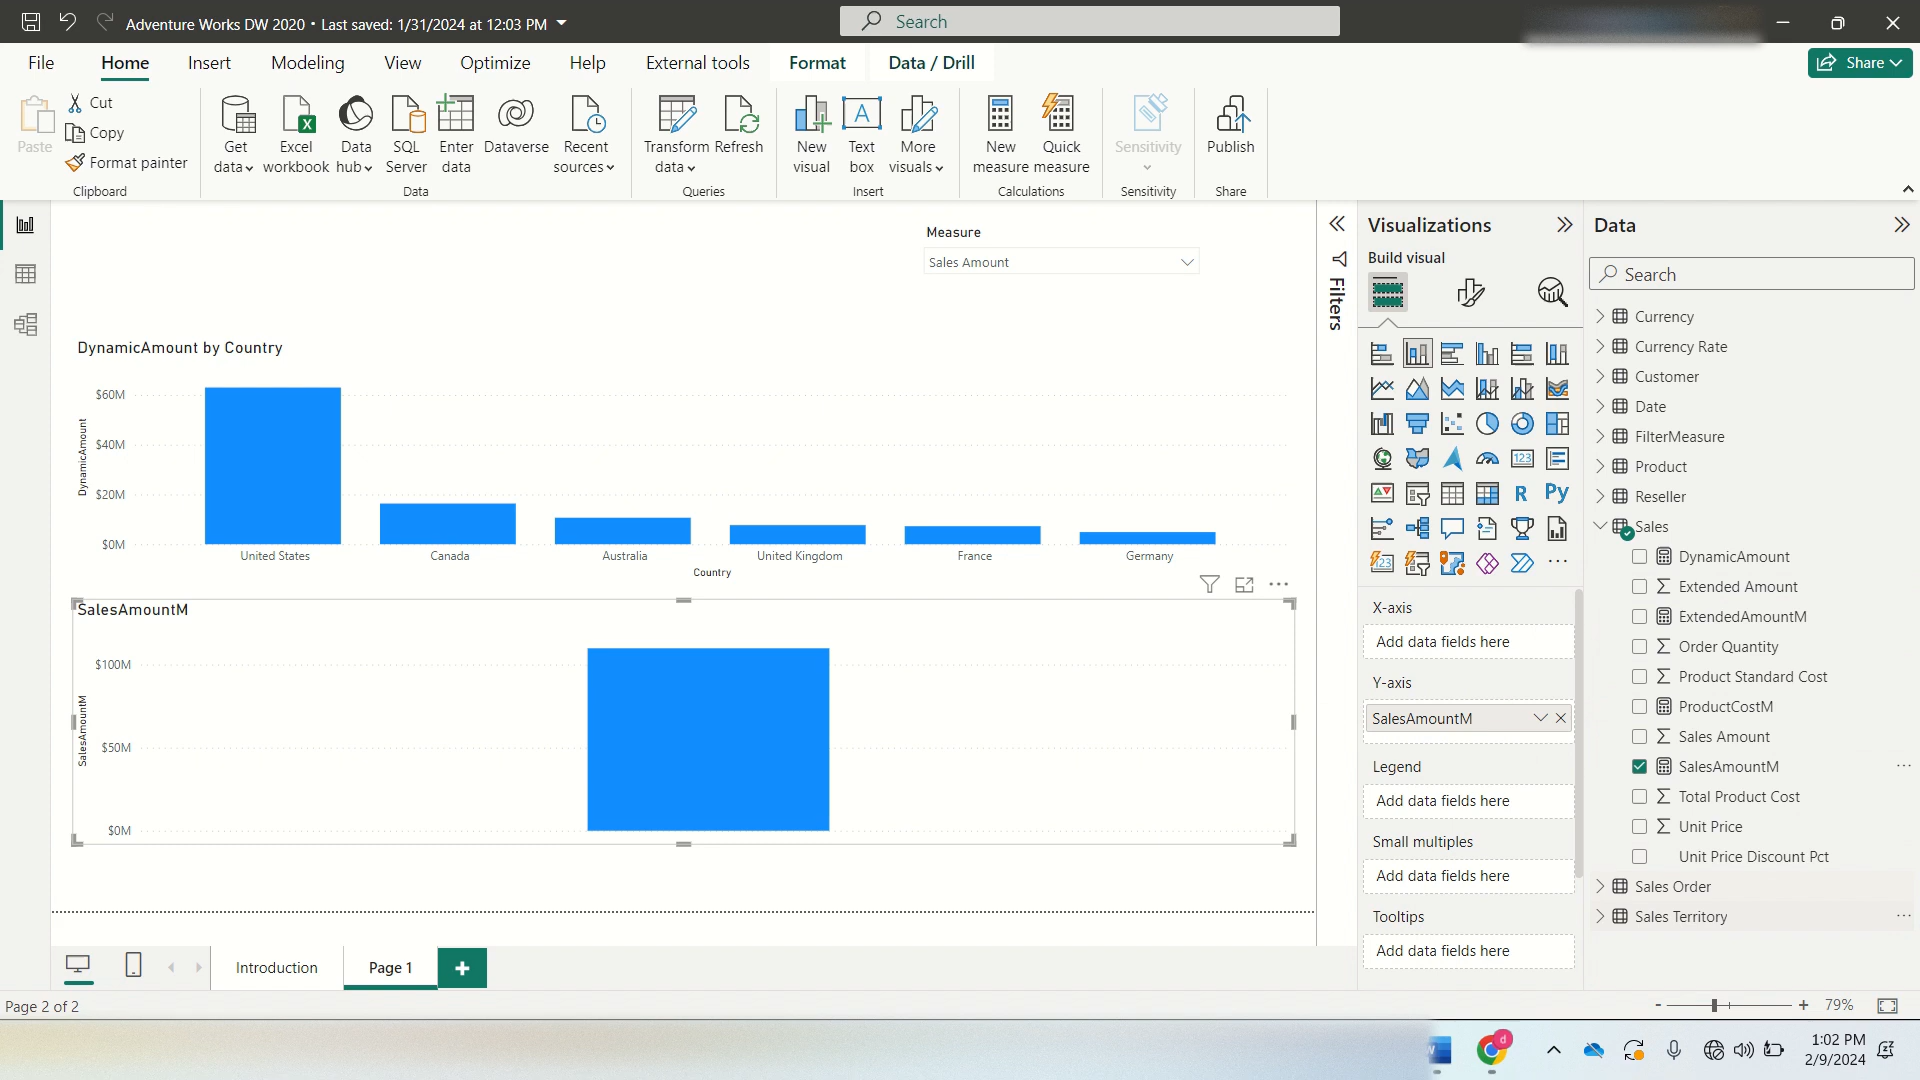 Adventure Works DW 2020 • Last saved: 1/31/2024 at 12:03 PM
Search
File Home Insert Modeling View Optimize Help External tools Format Data / Drill
Share
Paste
Cut
Copy
Format painter
Clipboard
Get data
Excel workbook
Data hub
SQL Server
Enter data
Dataverse
Recent sources
Data
Transform data
Refresh
Queries
New visual
Text box
More visuals
Insert
New measure
Quick measure
Calculations
Sensitivity
Sensitivity
Publish
Share
Measure
Sales Amount
DynamicAmount by Country
DynamicAmount
$60M
$40M
$20M
$0M
United States Canada Australia United Kingdom France Germany
Country
SalesAmountM
SalesAmountM
$100M
$50M
$0M
Filters
Visualizations
Build visual
123
R
Py
123
X-axis
Add data fields here
Y-axis
SalesAmountM
Legend
Add data fields here
Small multiples
Add data fields here
Tooltips
Add data fields here
Data
Search
Currency
Currency Rate
Customer
Date
FilterMeasure
Product
Reseller
Sales
DynamicAmount
Extended Amount
ExtendedAmountM
Order Quantity
Product Standard Cost
ProductCostM
Sales Amount
SalesAmountM
Total Product Cost
Unit Price
Unit Price Discount Pct
Sales Order
Sales Territory
Introduction
Page 1
Page 2 of 2
79%
d
1:02 PM
2/9/2024